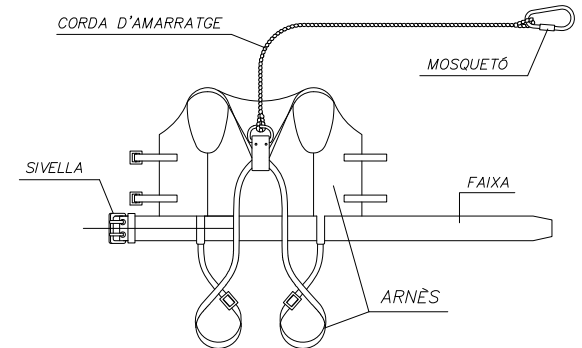 CORDA D'AMARRATGE
MOSQUETÓ
SIVELLA
FAIXA
ARNÈS